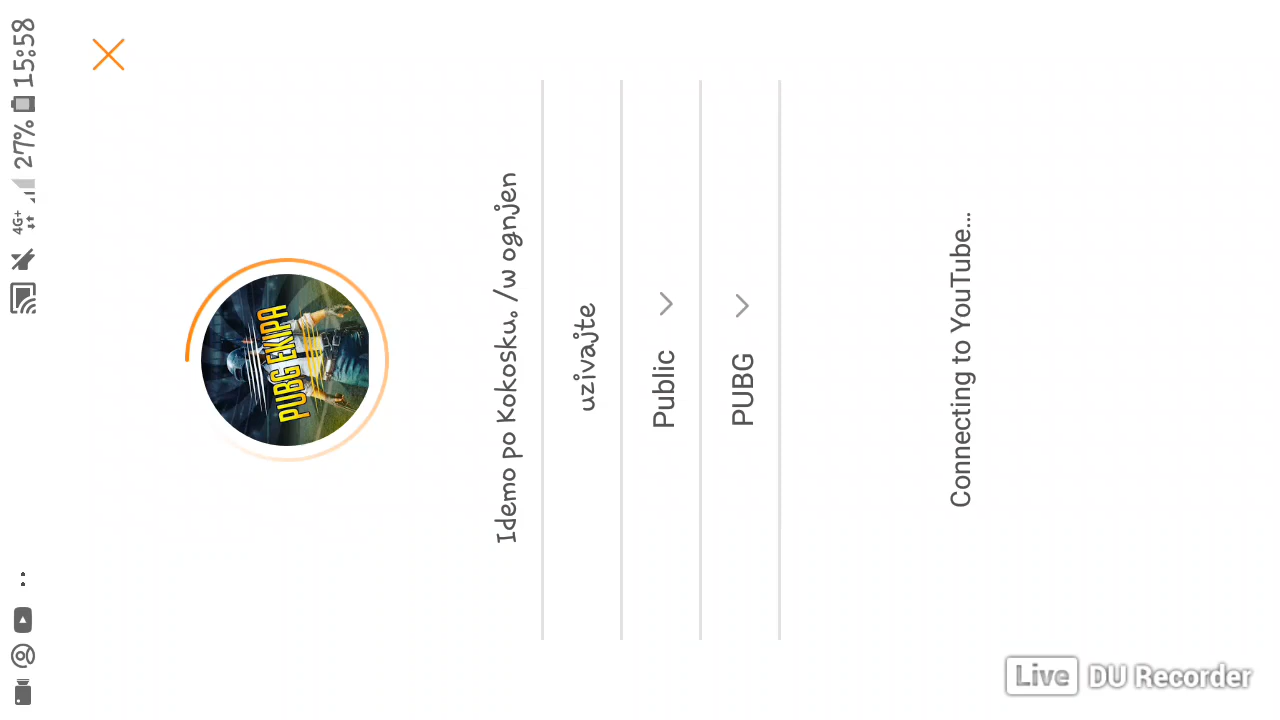 4G+ 27% 15:58
PUBG EKIPA
Idemo po Kokosku. /w ognjen
uzivajte
Public
PUBG
Connecting to YouTube...
Live DU Recorder